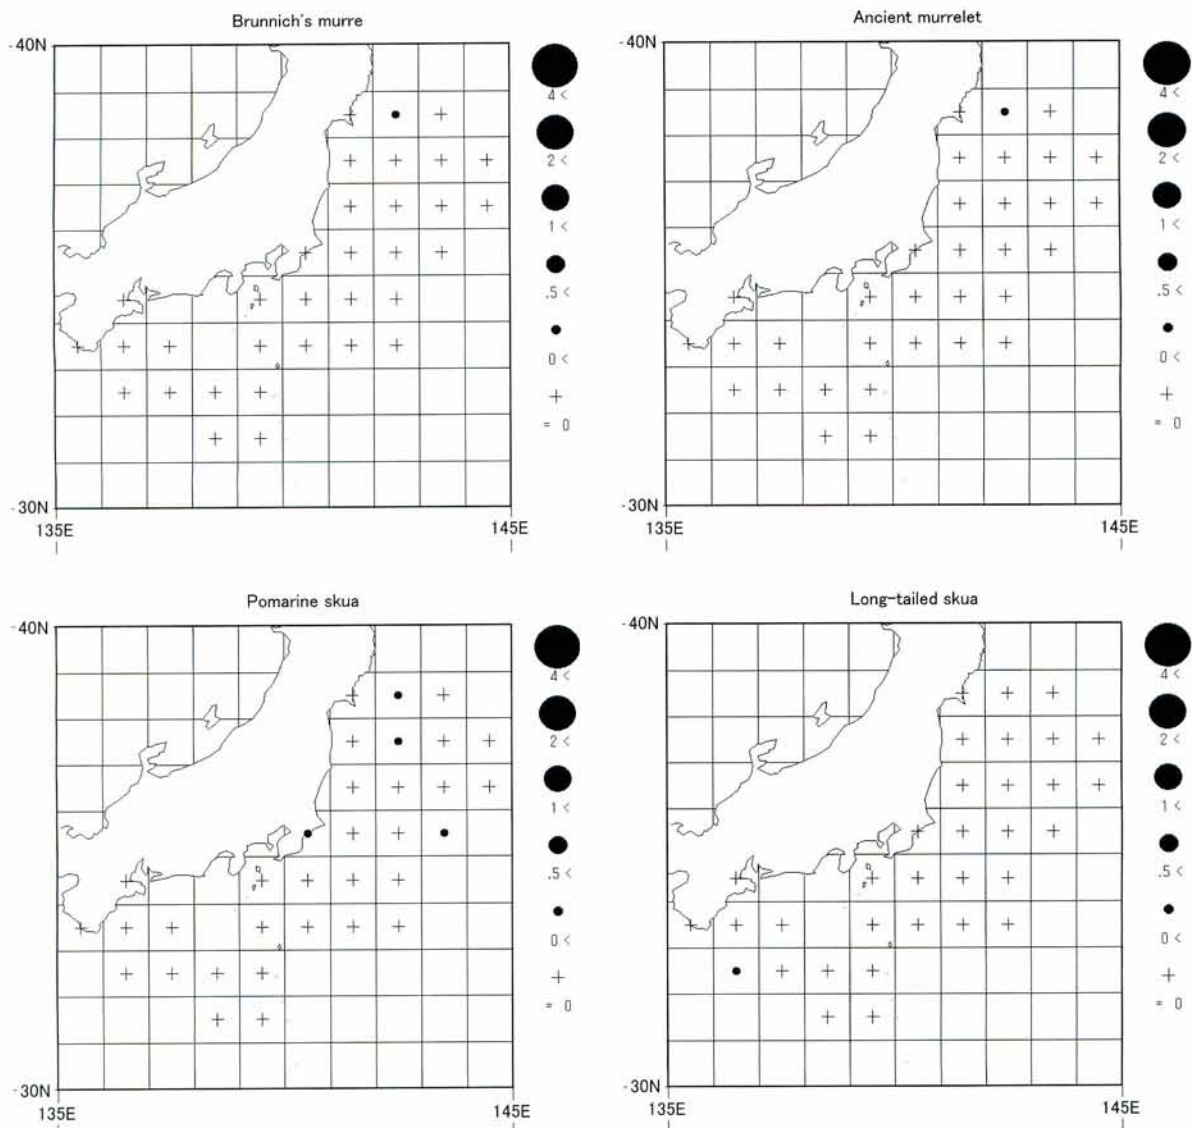 Brunnich's murre
-40N
4<
2<
1<
.5<
0<
= 0
-30N
135E
145E
Ancient murrelet
-40N
4<
2<
1<
.5<
0<
= 0
-30N
135E
145E
Pomarine skua
-40N
4<
2<
1<
.5<
0<
= 0
-30N
135E
145E
Long-tailed skua
-40N
4<
2<
1<
.5<
0<
= 0
-30N
135E
145E